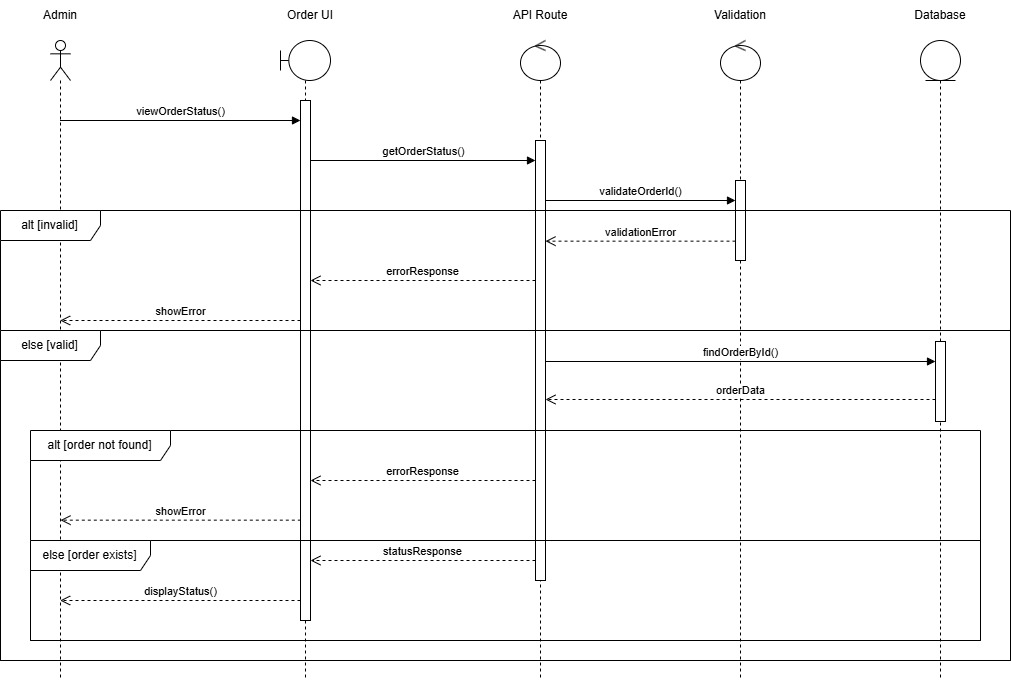 Admin
Order UI
API Route
Validation
Database
viewOrderStatus()
getOrderStatus()
validateOrderId()
alt [invalid]
validationError
errorResponse
showError
else [valid]
findOrderById()
orderData
alt [order not found]
errorResponse
showError
else [order exists]
statusResponse
displayStatus()